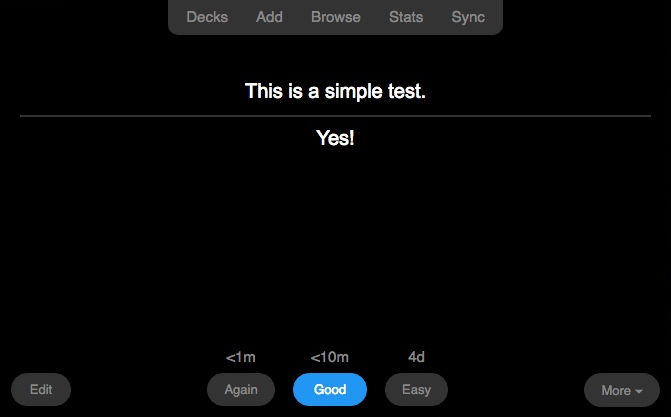 Decks Add Browse Stats Sync
This is a simple test.
Yes!
<1m <10m 4d
Edit Again Good Easy More